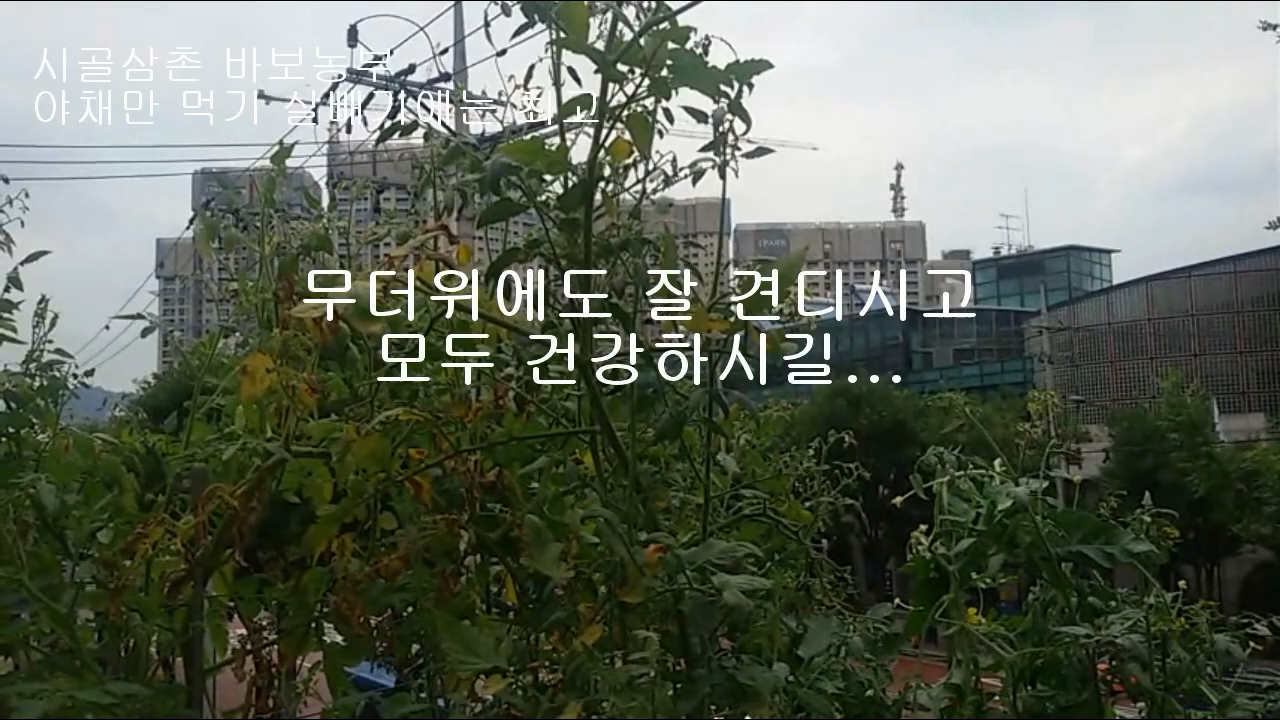 시골삼촌 바보농부
야채만 먹기 살빼기에는 최고
IPARK
무더위에도 잘 견디시고
모두 건강하시길...